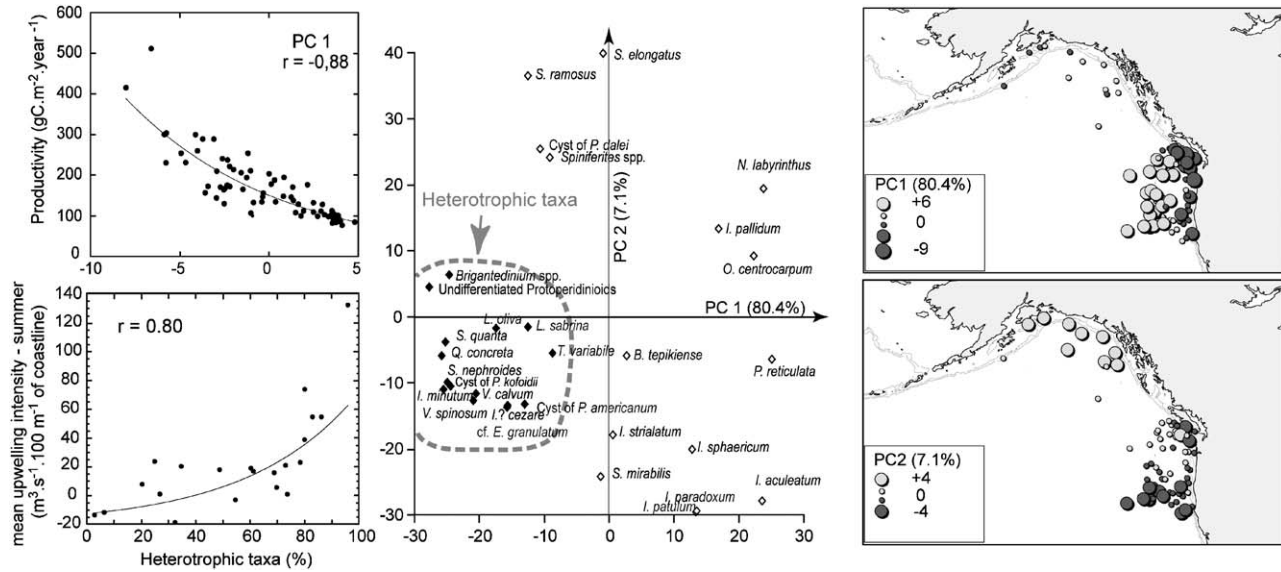 Productivity (gC.m⁻².year⁻¹)
600
500
400
300
200
100
0
PC 1
r = -0,88
-10
-5
0
5
mean upwelling intensity - summer
(m³.s⁻¹.100 m⁻¹ of coastline)
140
120
100
80
60
40
20
0
-20
r = 0.80
0
20
40
60
80
100
Heterotrophic taxa (%)
40
30
20
10
0
-10
-20
-30
-30
-20
-10
0
10
20
30
PC 2 (7.1%)
PC 1 (80.4%)
S. elongatus
S. ramosus
Cyst of P. dalei
Spiniferites spp.
N. labyrinthus
Heterotrophic taxa
I. pallidum
O. centrocarpum
Brigantedinium spp.
Undifferentiated Protoperidinioids
L. oliva
L. sabrina
S. quanta
Q. concreta
T. variabile
B. tepikiense
P. reticulata
S. nephroides
Cyst of P. kofoidii
I. minutum
V. calvum
V. spinosum
I.? cezare
Cyst of P. americanum
cf. E. granulatum
I. strialatum
I. sphaericum
S. mirabilis
I. aculeatum
I. paradoxum
I. patulum
PC1 (80.4%)
+6
0
-9
PC2 (7.1%)
+4
0
-4